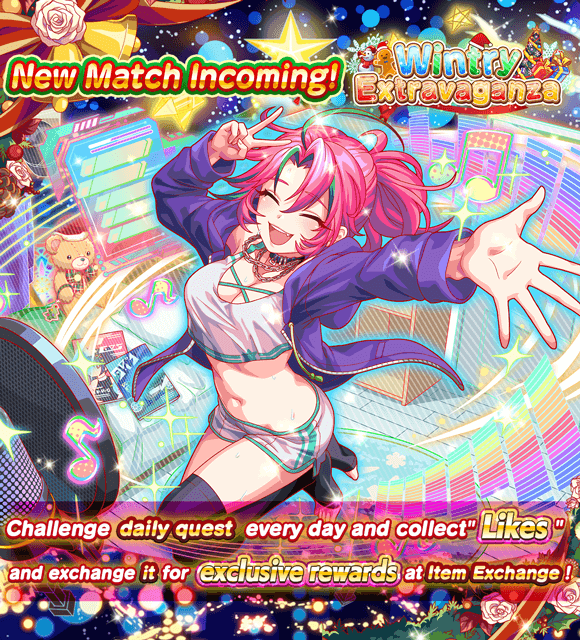 New Match Incoming!
Wintry
Extravaganza
Challenge daily quest every day and collect" Likes "
and exchange it for exclusive rewards at Item Exchange !